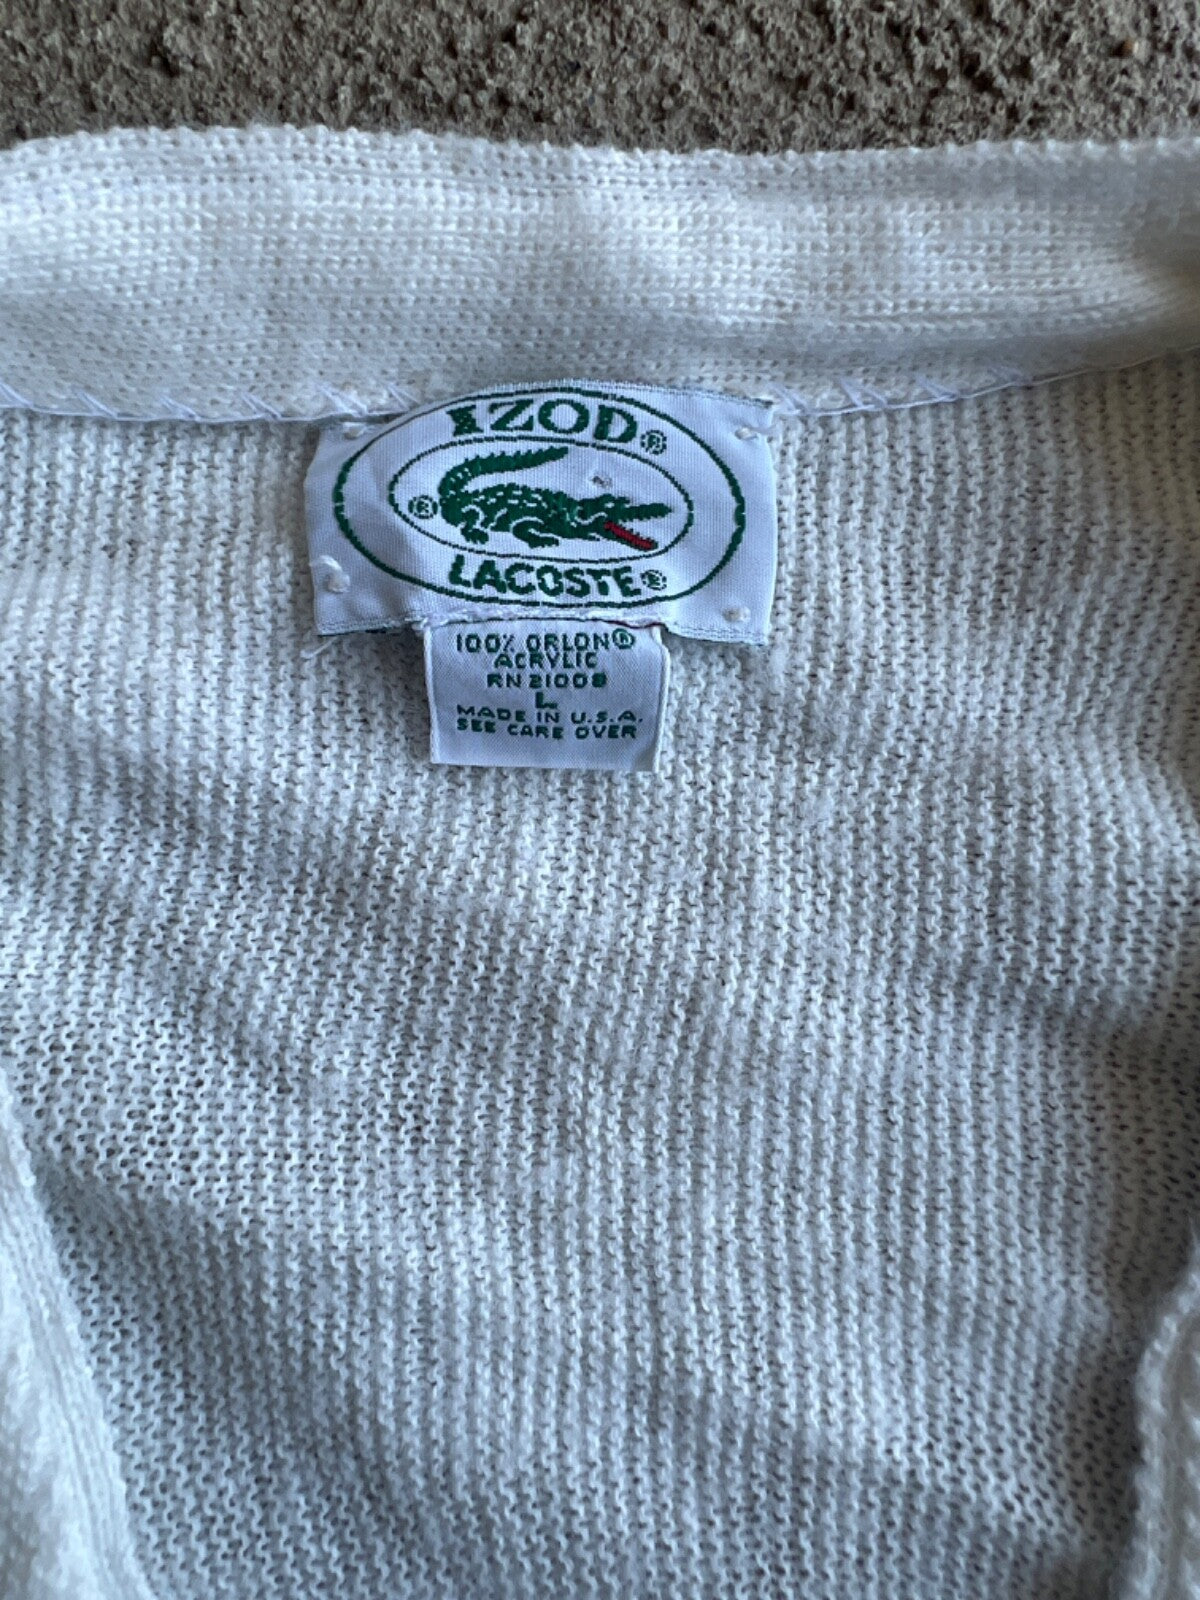 IZOD®
®
LACOSTE®
100% ORLON®
ACRYLIC
RN 21008
L
MADE IN U.S.A.
SEE CARE OVER